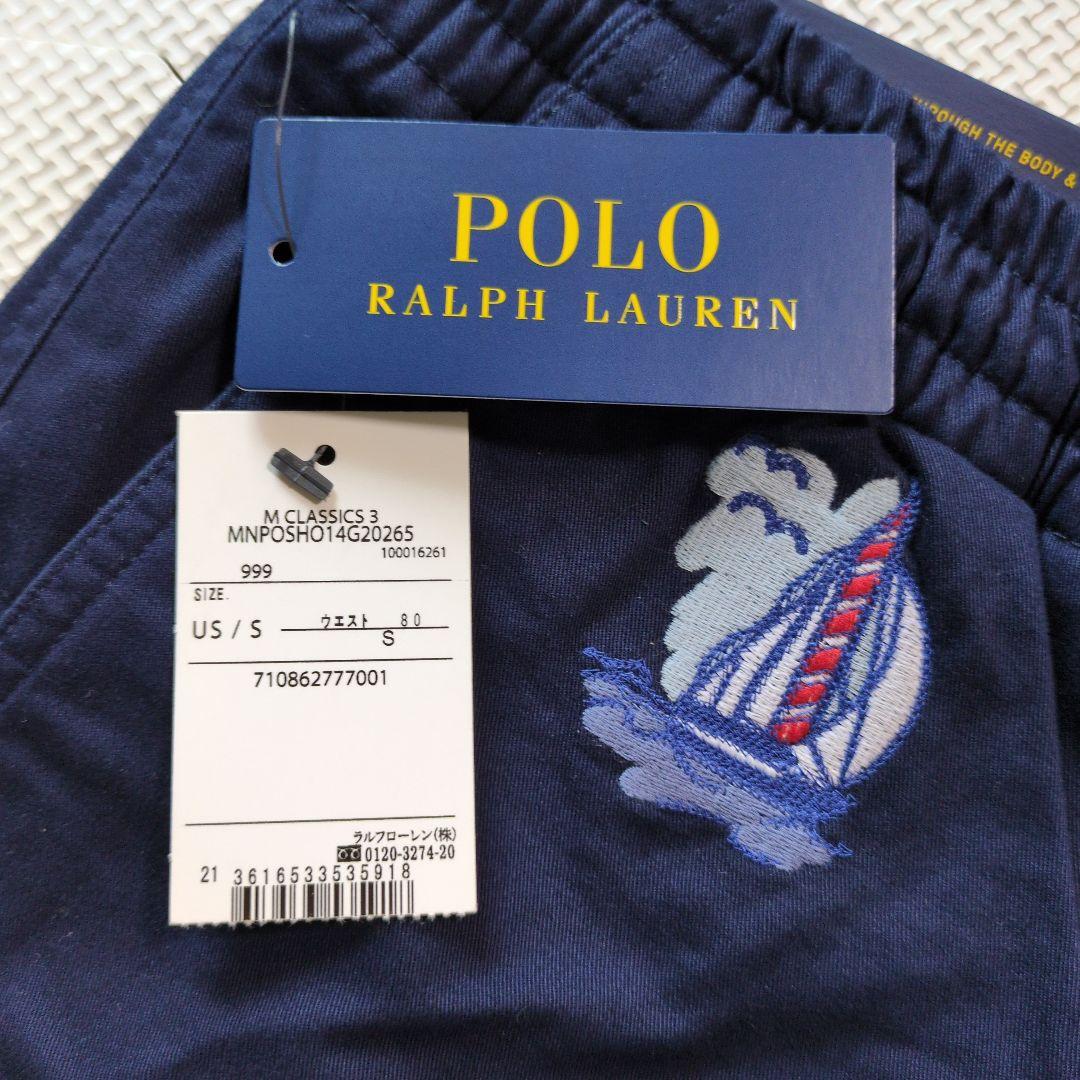 THROUGH THE BODY &
POLO
RALPH LAUREN
M CLASSICS 3
MNPOSHO14G20265
100016261
999
SIZE.
US / S ウエスト 80
S
710862777001
ラルフローレン(株)
0120-3274-20
21 3616533535918